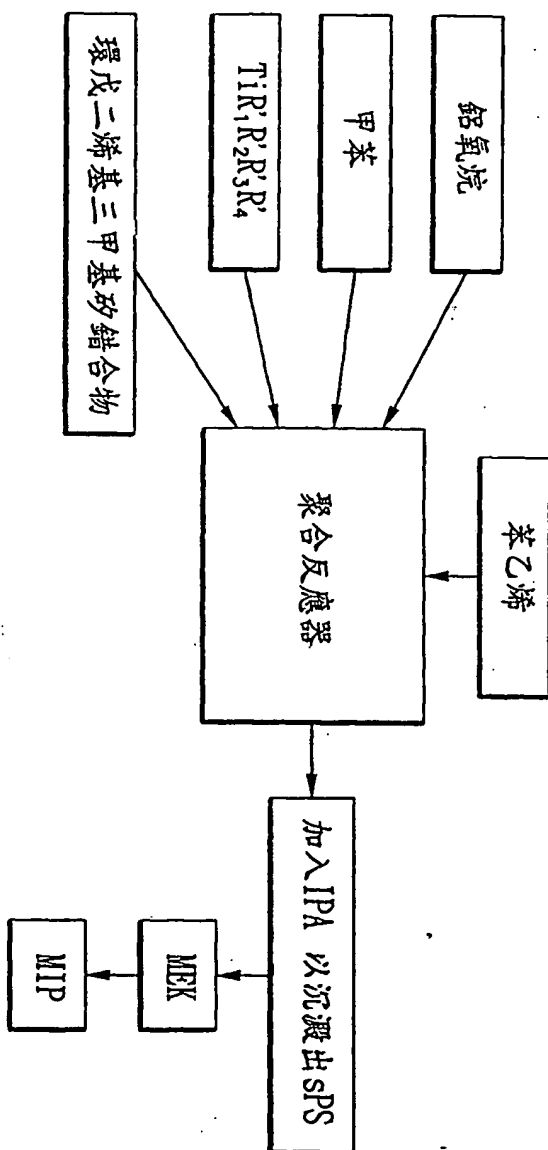 鋁氧烷
甲苯
TiR'₁R'₂R'₃R'₄
環戊二烯基三甲基矽錯合物
苯乙烯
聚合反應器
加入IPA 以沉澱出sPS
MEK
MIP